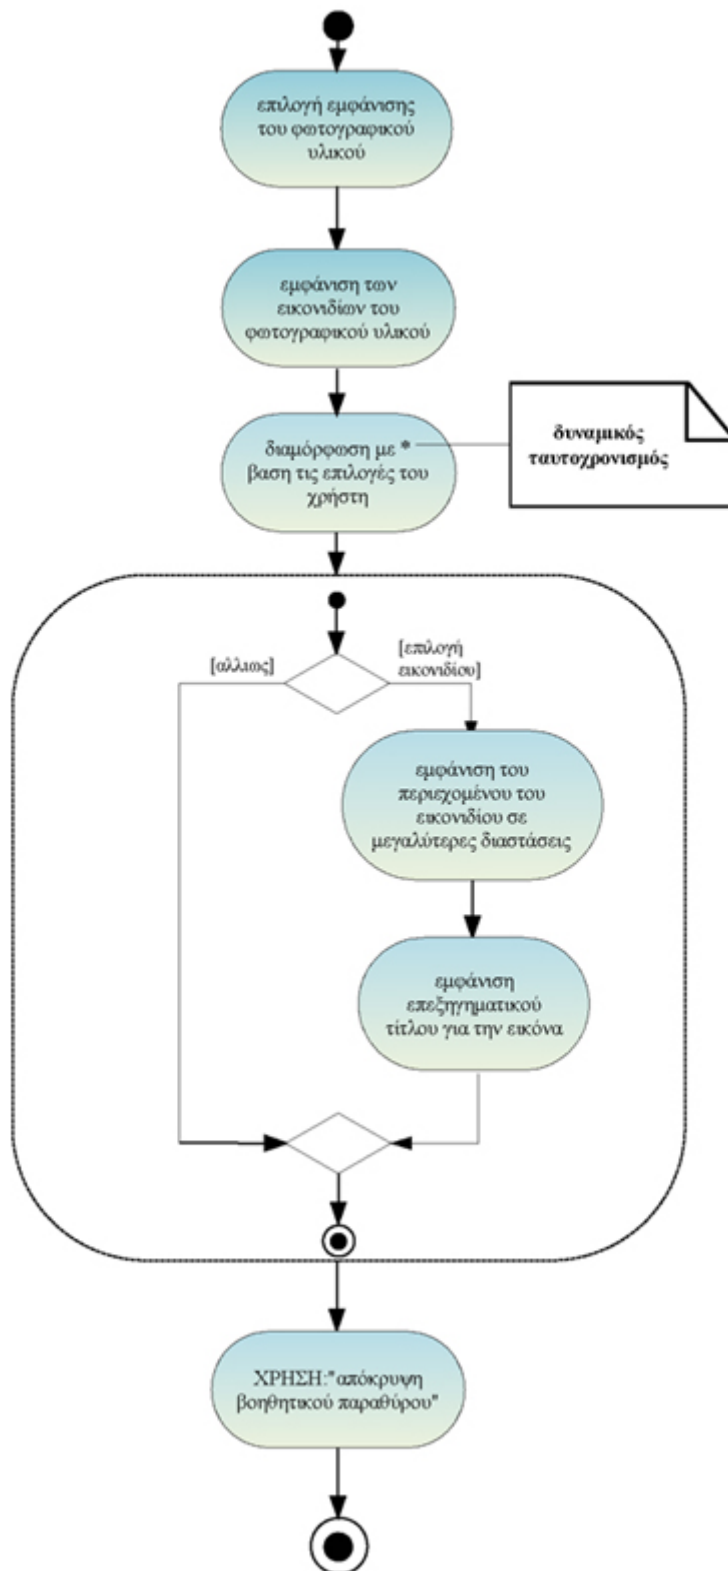 επιλογή εμφάνισης
του φωτογραφικού
υλικού
εμφάνιση των
εικονιδίων του
φωτογραφικού υλικού
διαμόρφωση με *
βαση τις επιλογές του
χρήστη
δυναμικός
ταυτοχρονισμός
[αλλιως]
[επιλογή
εικονιδίου]
εμφάνιση του
περιεχομένου του
εικονιδίου σε
μεγαλύτερες διαστάσεις
εμφάνιση
επεξηγηματικού
τίτλου για την εικόνα
ΧΡΗΣΗ:"απόκρυψη
βοηθητικού παραθύρου"